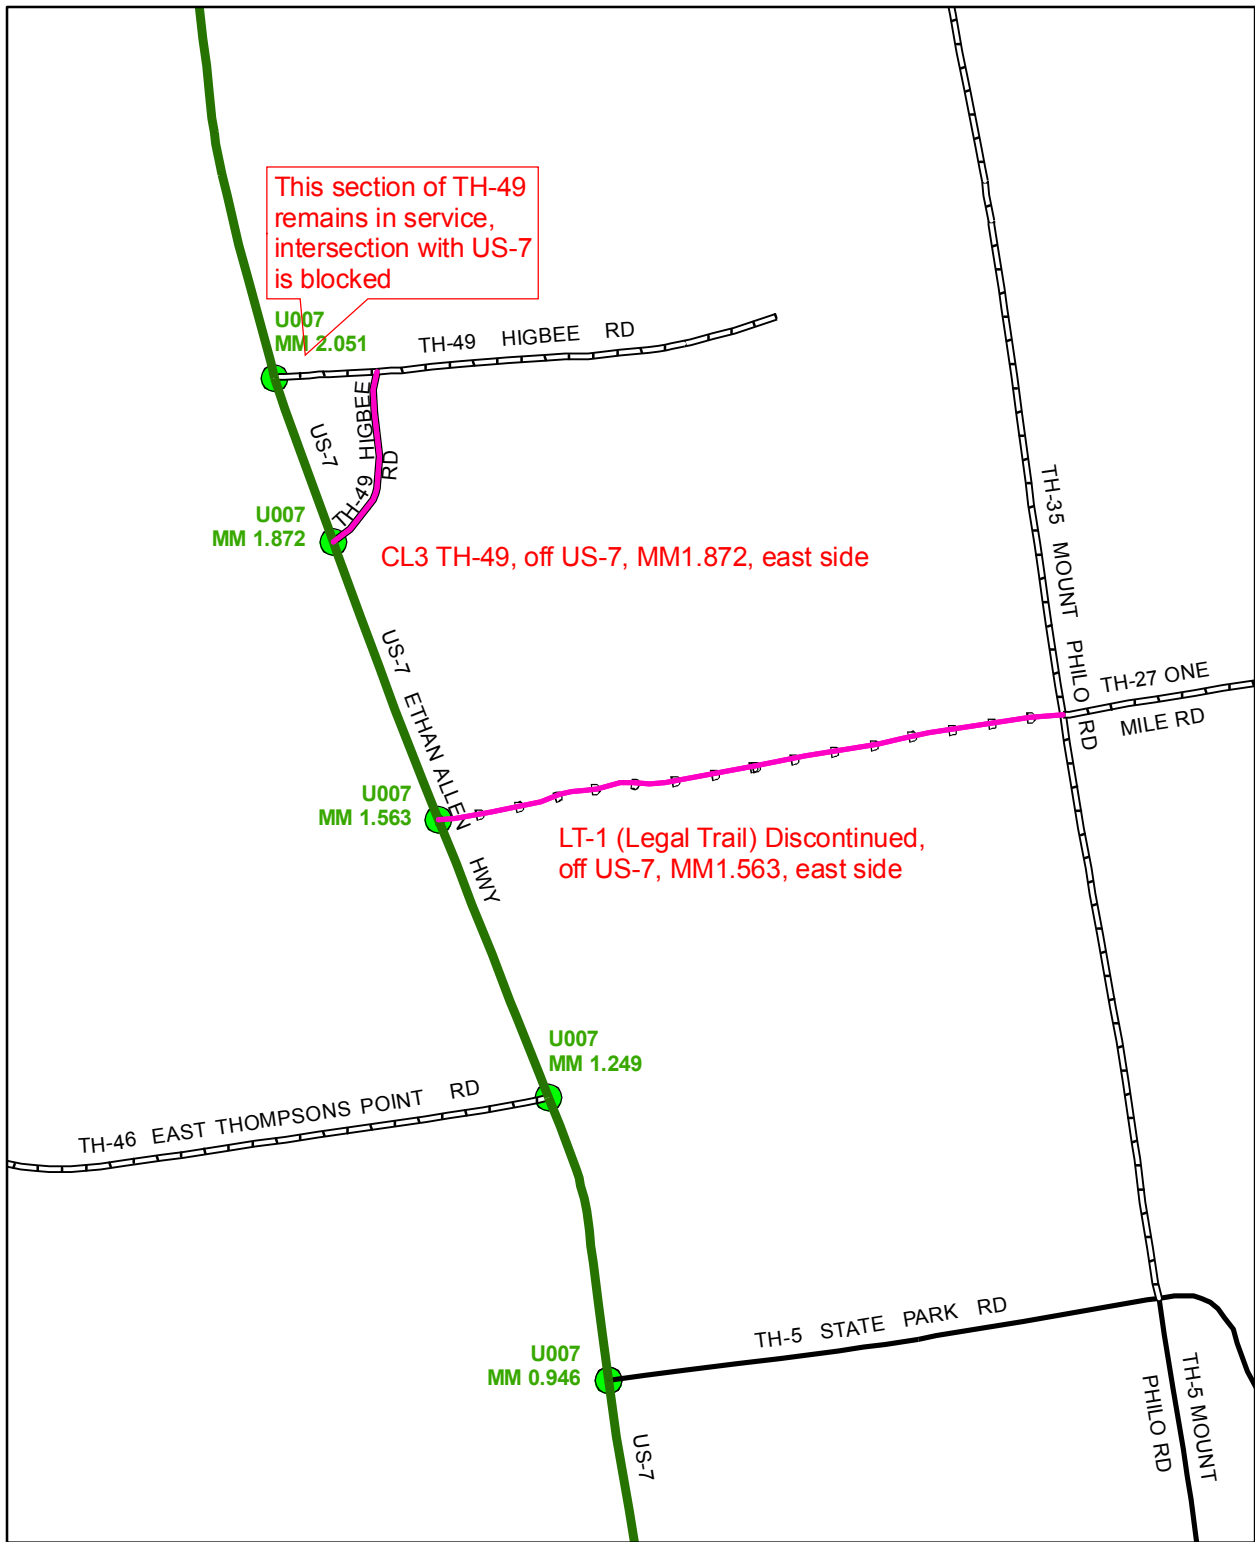 This section of TH-49
remains in service,
intersection with US-7
is blocked
U007
MM 2.051
TH-49 HIGBEE RD
US-7
TH-49 HIGBEE
RD
U007
MM 1.872
CL3 TH-49, off US-7, MM1.872, east side
TH-35 MOUNT PHILO RD
US-7 ETHAN ALLEN HWY
TH-27 ONE
MILE RD
U007
MM 1.563
LT-1 (Legal Trail) Discontinued,
off US-7, MM1.563, east side
U007
MM 1.249
TH-46 EAST THOMPSONS POINT RD
TH-5 STATE PARK RD
U007
MM 0.946
TH-5 MOUNT
PHILO RD
US-7